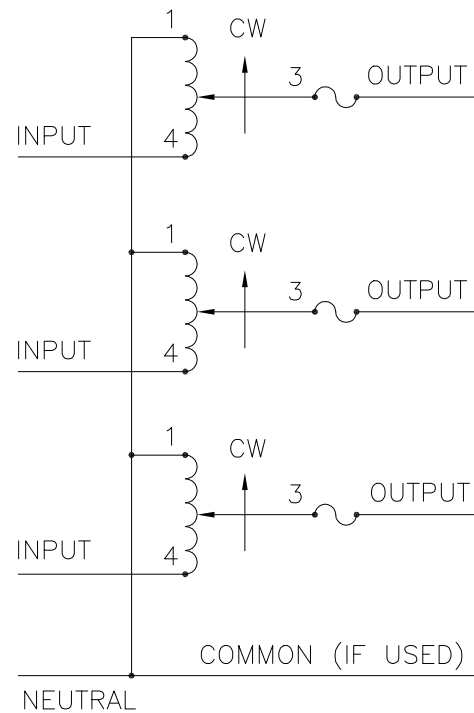 1
CW
3
OUTPUT
INPUT
4
1
CW
3
OUTPUT
INPUT
4
1
CW
3
OUTPUT
INPUT
4
COMMON (IF USED)
NEUTRAL